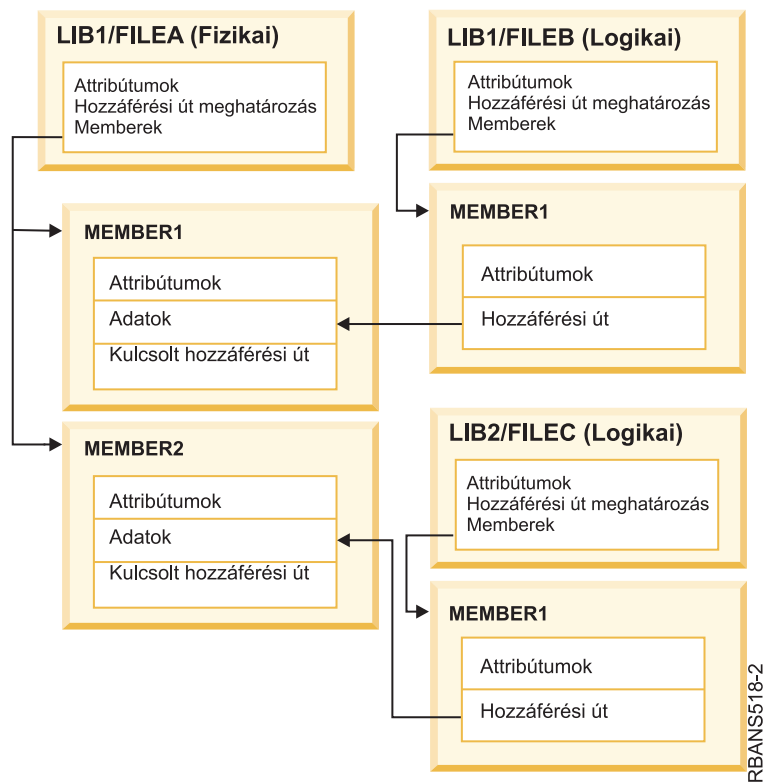 LIB1/FILEA (Fizikai)
Attribútumok
Hozzáférési út meghatározás
Memberek
MEMBER1
Attribútumok
Adatok
Kulcsolt hozzáférési út
MEMBER2
Attribútumok
Adatok
Kulcsolt hozzáférési út
LIB1/FILEB (Logikai)
Attribútumok
Hozzáférési út meghatározás
Memberek
MEMBER1
Attribútumok
Hozzáférési út
LIB2/FILEC (Logikai)
Attribútumok
Hozzáférési út meghatározás
Memberek
MEMBER1
Attribútumok
Hozzáférési út
RBANS518-2